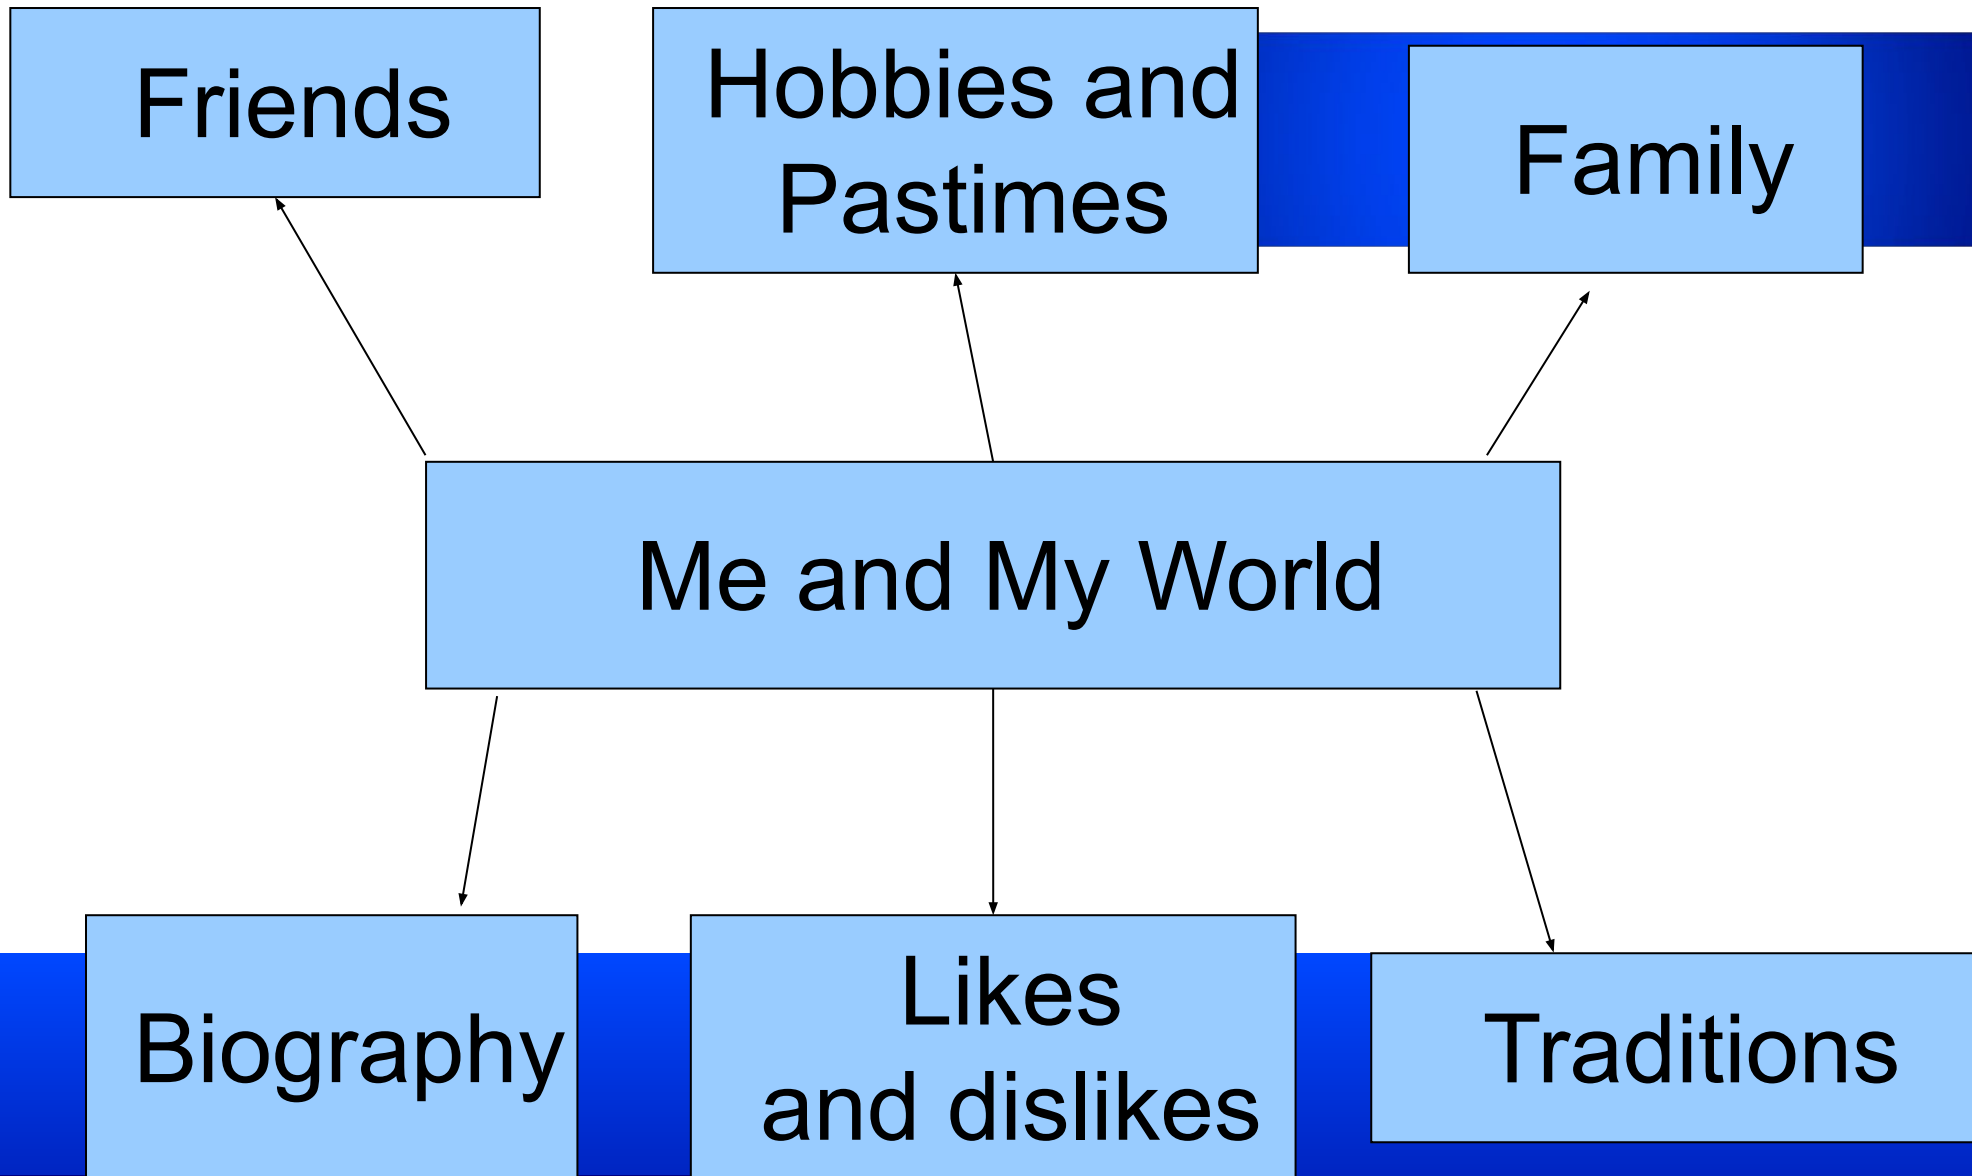 Friends
Hobbies and
Pastimes
Family
Me and My World
Biography
Likes
and dislikes
Traditions